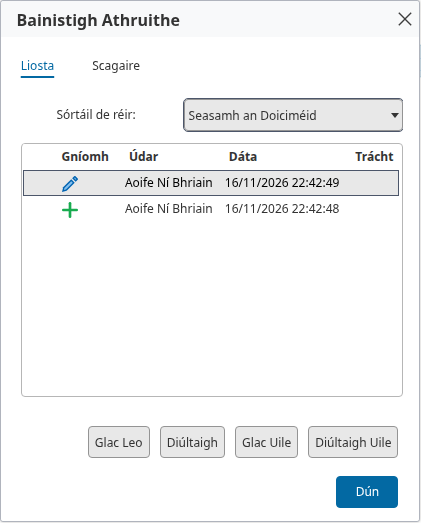 Bainistigh Athruithe
Liosta Scagaire
Sórtáil de réir: Seasamh an Doiciméid
Gníomh Údar Dáta Trácht
Aoife Ní Bhriain 16/11/2026 22:42:49
Aoife Ní Bhriain 16/11/2026 22:42:48
Glac Leo Diúltaigh Glac Uile Diúltaigh Uile
Dún